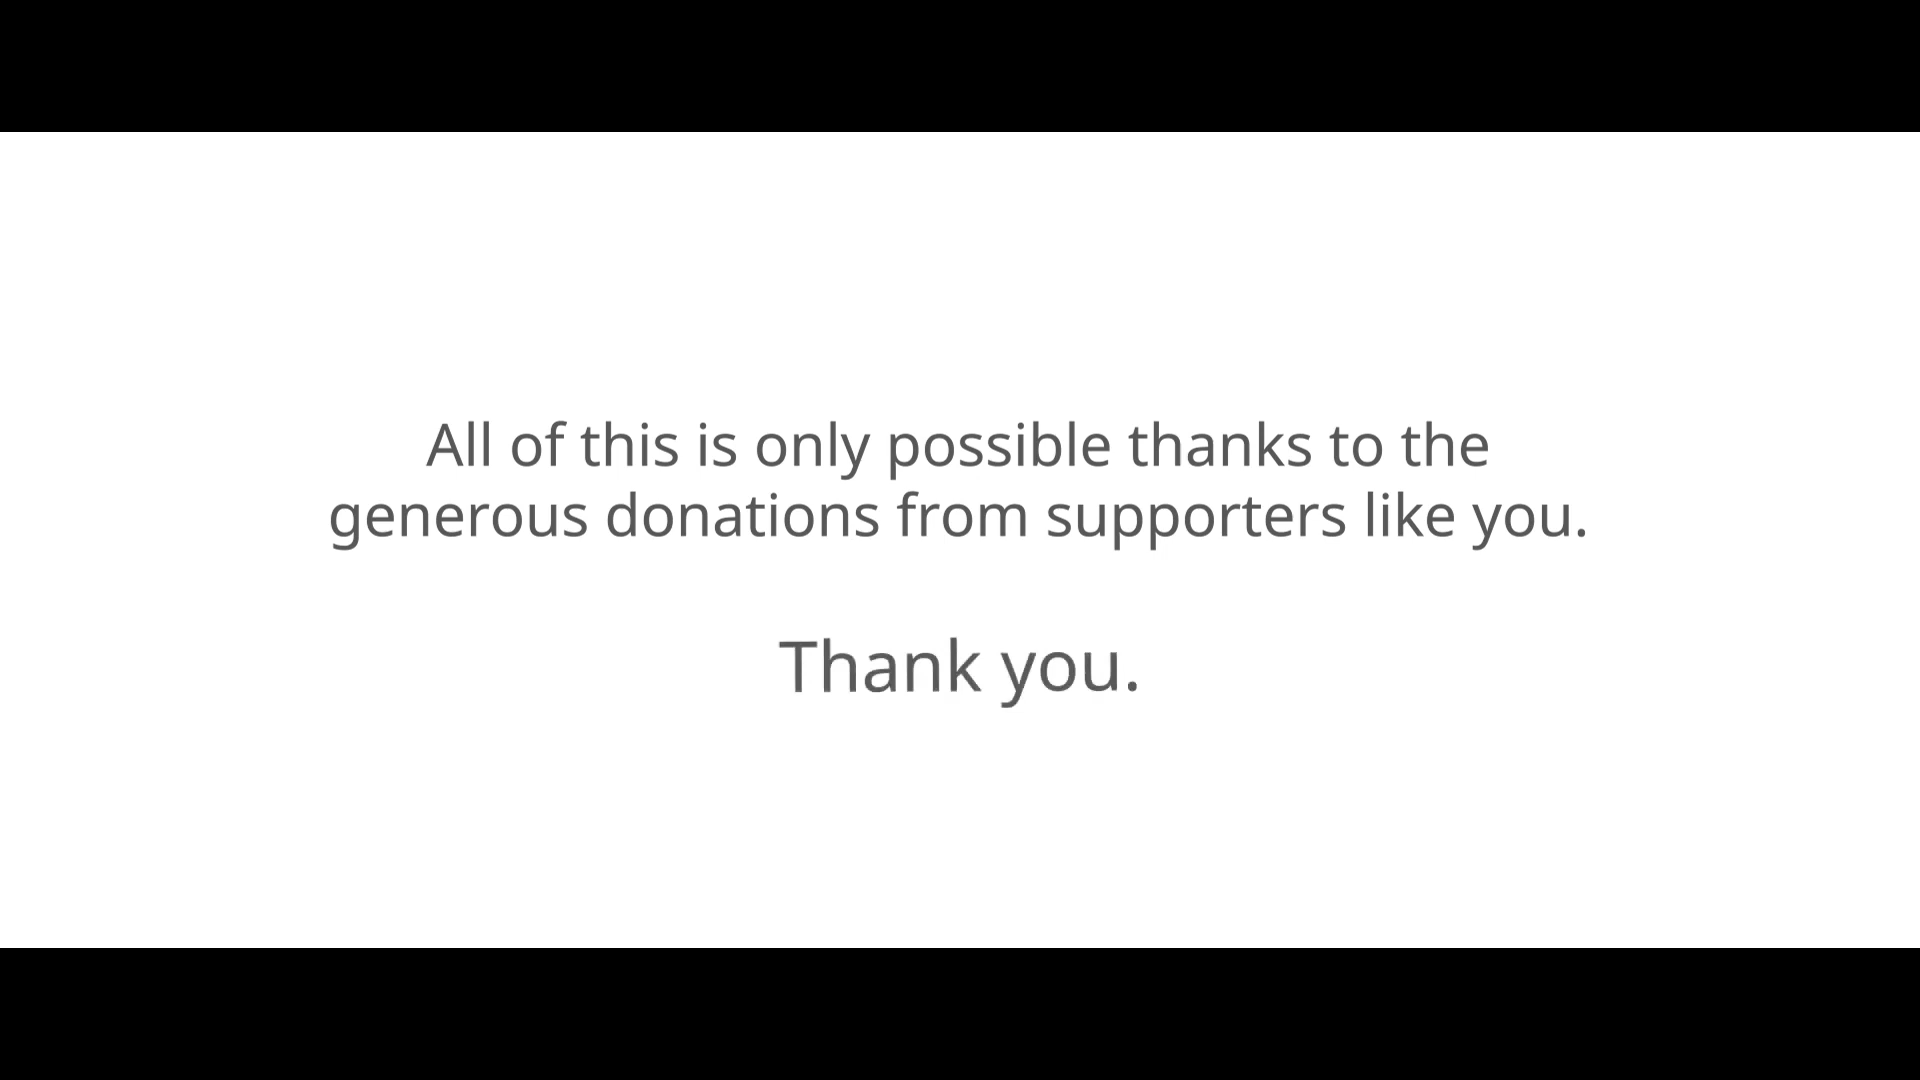 All of this is only possible thanks to the
generous donations from supporters like you.
Thank you.